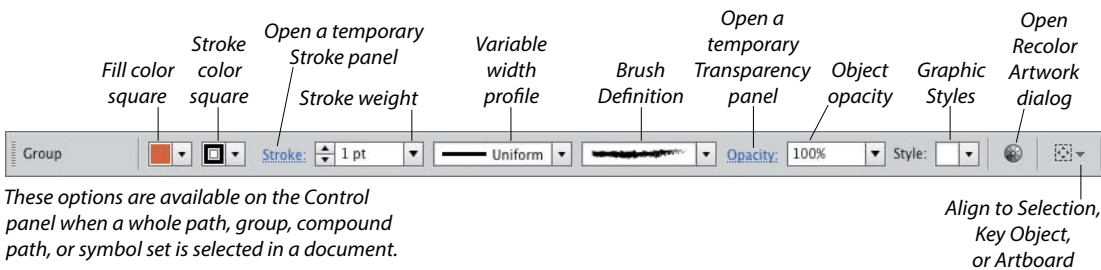 Fill color
square
Stroke
color
square
Open a temporary
Stroke panel
Stroke weight
Variable
width
profile
Brush
Definition
Open a
temporary
Transparency
panel
Object
opacity
Graphic
Styles
Open
Recolor
Artwork
dialog
Group
Stroke:
1 pt
Uniform
Opacity:
100%
Style:
These options are available on the Control
panel when a whole path, group, compound
path, or symbol set is selected in a document.
Align to Selection,
Key Object,
or Artboard